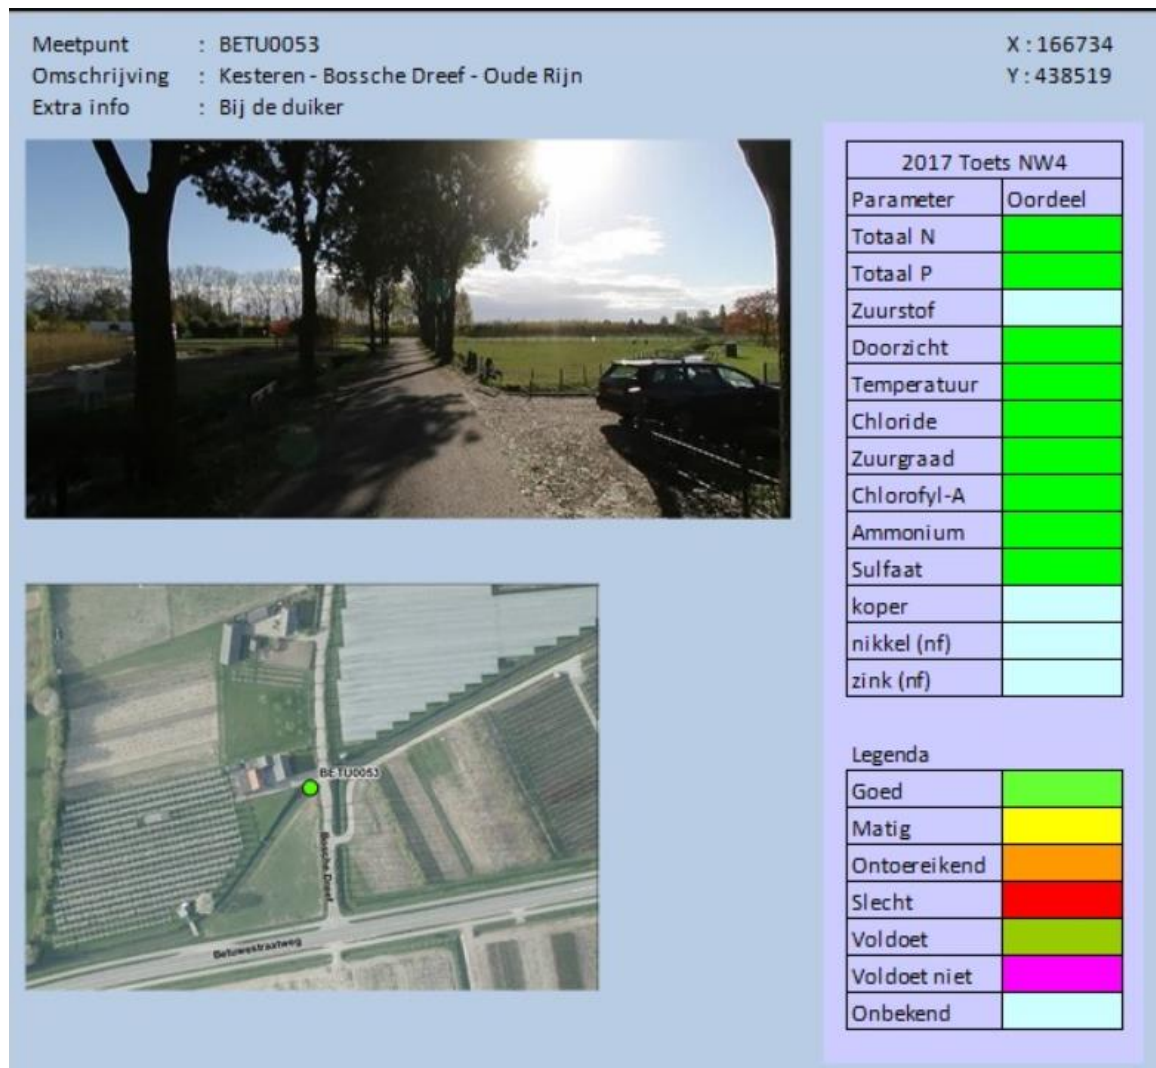 Meetpunt : BETU0053
Omschrijving : Kesteren - Bossche Dreef - Oude Rijn
Extra info : Bij de duiker
X : 166734
Y : 438519
2017 Toets NW4
Parameter Oordeel
Totaal N
Totaal P
Zuurstof
Doorzicht
Temperatuur
Chloride
Zuurgraad
Chlorofyl-A
Ammonium
Sulfaat
koper
nikkel (nf)
zink (nf)
BETU0053
Bossche Dreef
Betuwestraatweg
Legenda
Goed
Matig
Ontoereikend
Slecht
Voldoet
Voldoet niet
Onbekend